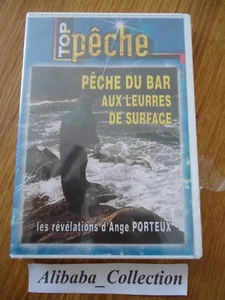 TOP
pêche
PÊCHE DU BAR
AUX LEURRES
DE SURFACE
les révélations d'Ange PORTEUX
Alibaba_Collection